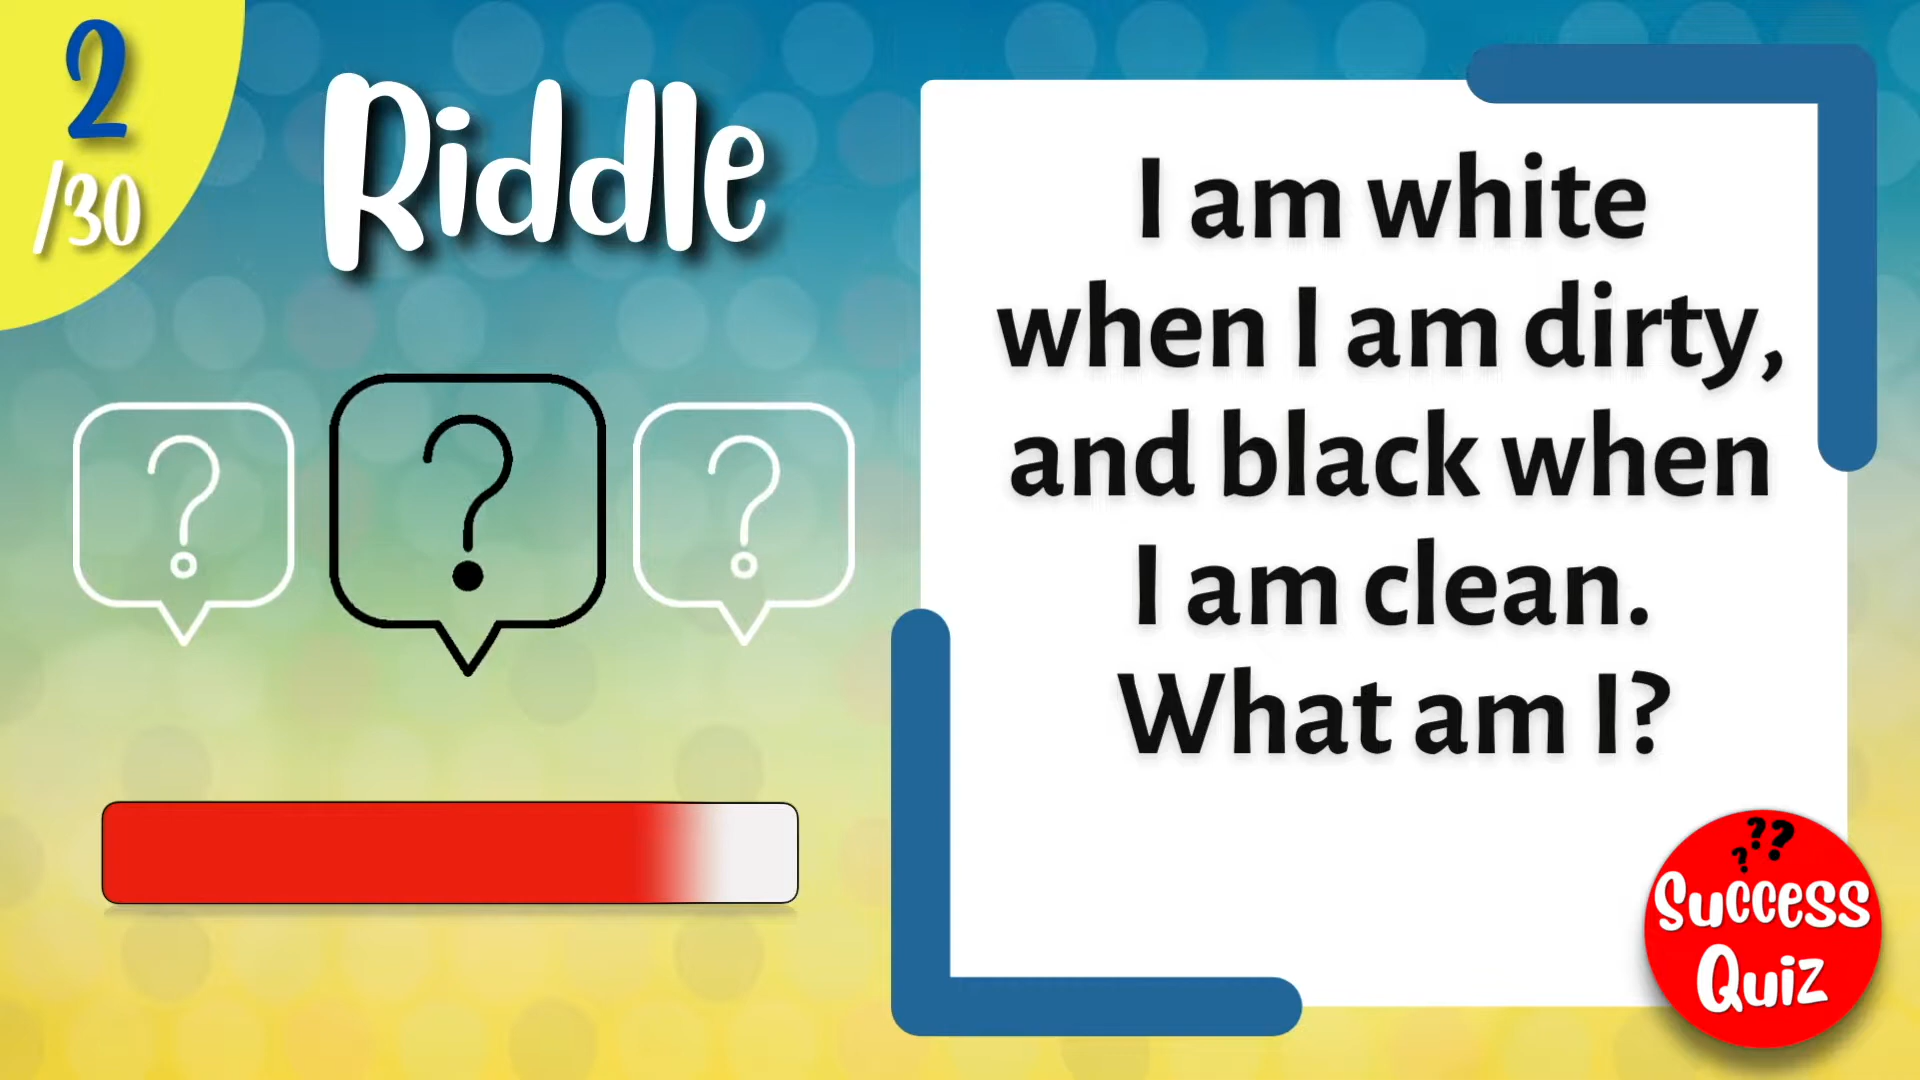 2
/30
Riddle
I am white
when I am dirty,
and black when
I am clean.
What am I?
? ? ?
? ? ?
Success
Quiz